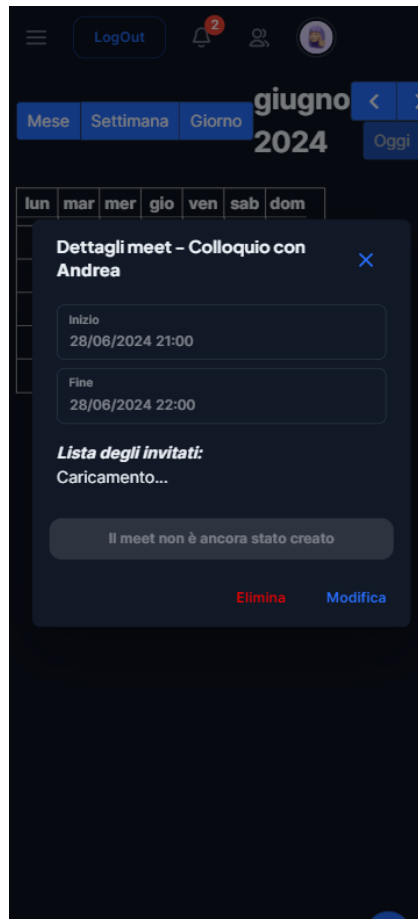 LogOut
2
Mese Settimana Giorno
giugno
2024
Oggi
lun mar mer gio ven sab dom
Dettagli meet – Colloquio con
Andrea
Inizio
28/06/2024 21:00
Fine
28/06/2024 22:00
Lista degli invitati:
Caricamento...
Il meet non è ancora stato creato
Elimina Modifica